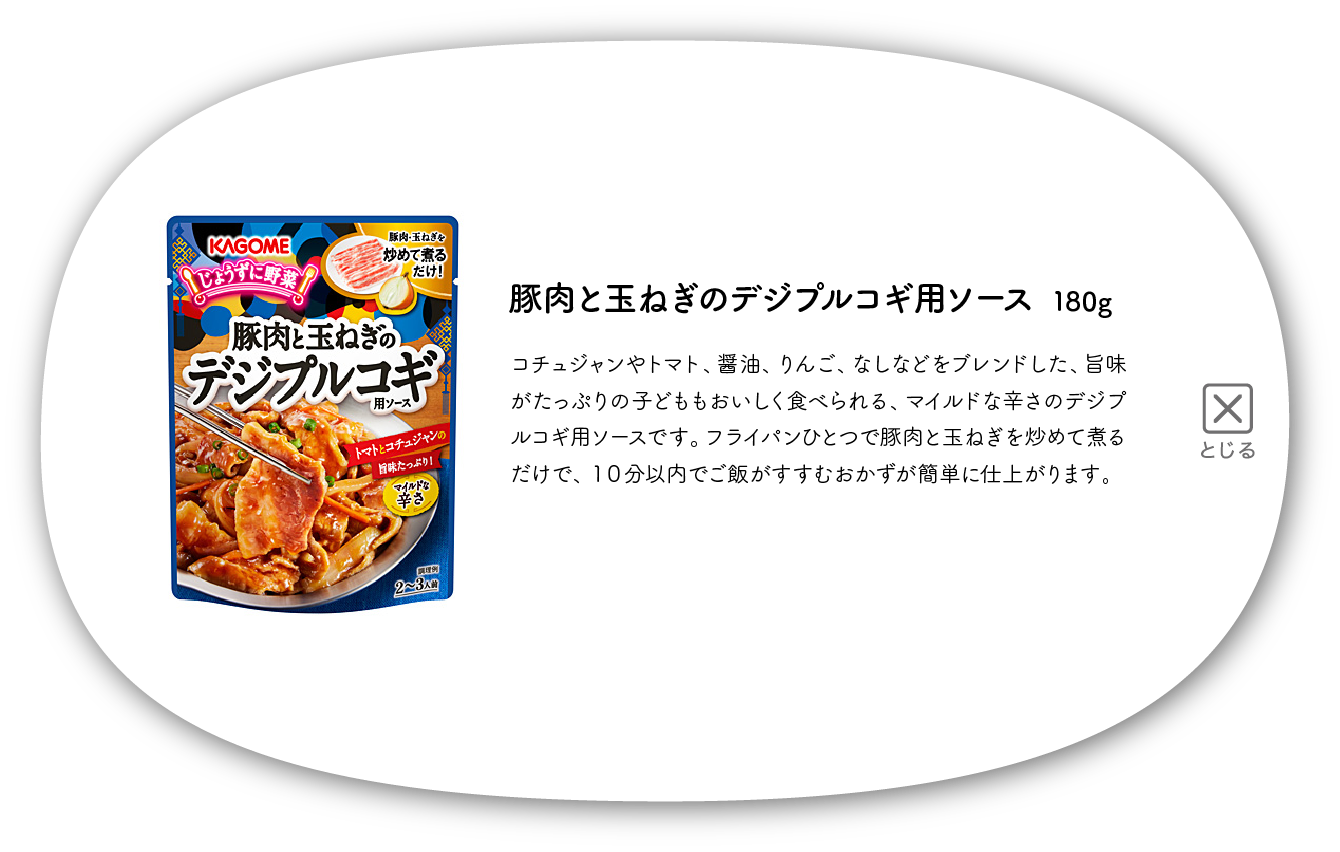 KAGOME
じょうずに野菜
豚肉・玉ねぎを
炒めて煮る
だけ!
豚肉と玉ねぎの
デジプルコギ
用ソース
トマトとコチュジャンの
旨味たっぷり!
マイルドな
辛さ
調理例
2〜3人前
豚肉と玉ねぎのデジプルコギ用ソース 180g
コチュジャンやトマト、醤油、りんご、なしなどをブレンドした、旨味
がたっぷりの子どももおいしく食べられる、マイルドな辛さのデジプ
ルコギ用ソースです。フライパンひとつで豚肉と玉ねぎを炒めて煮る
だけで、10分以内でご飯がすすむおかずが簡単に仕上がります。
とじる